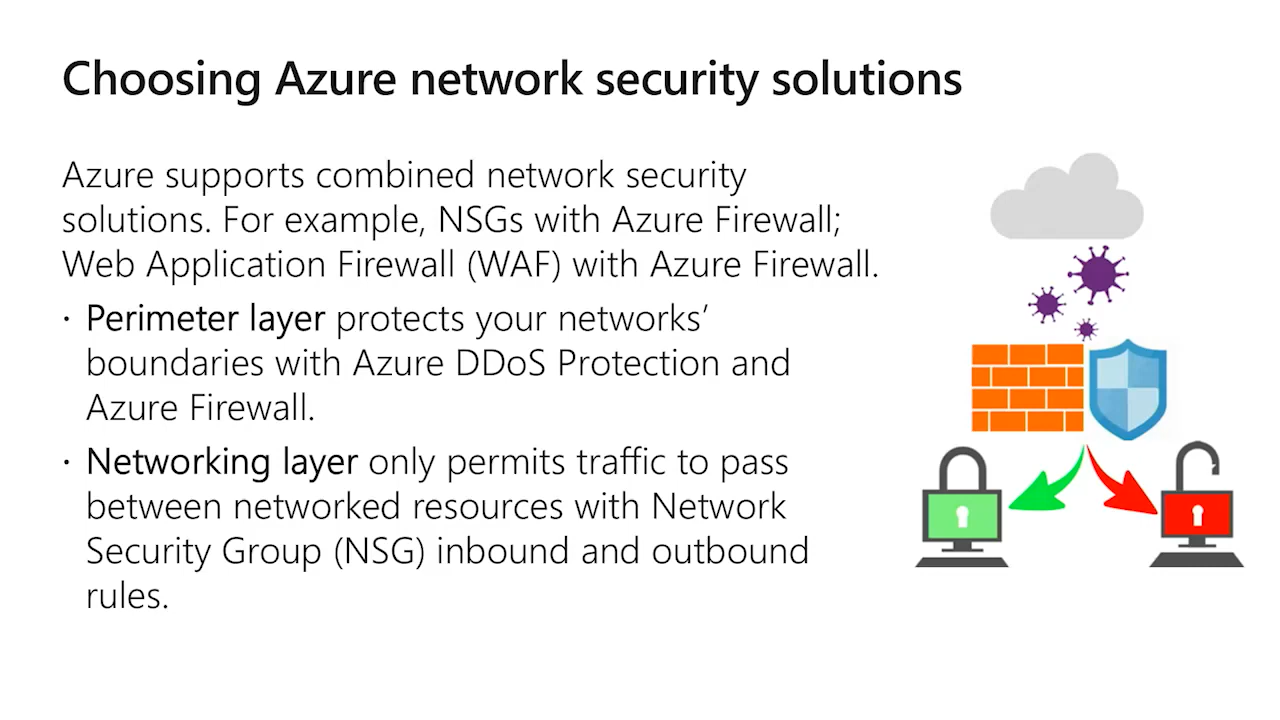 Choosing Azure network security solutions
Azure supports combined network security
solutions. For example, NSGs with Azure Firewall;
Web Application Firewall (WAF) with Azure Firewall.
· Perimeter layer protects your networks’
boundaries with Azure DDoS Protection and
Azure Firewall.
· Networking layer only permits traffic to pass
between networked resources with Network
Security Group (NSG) inbound and outbound
rules.